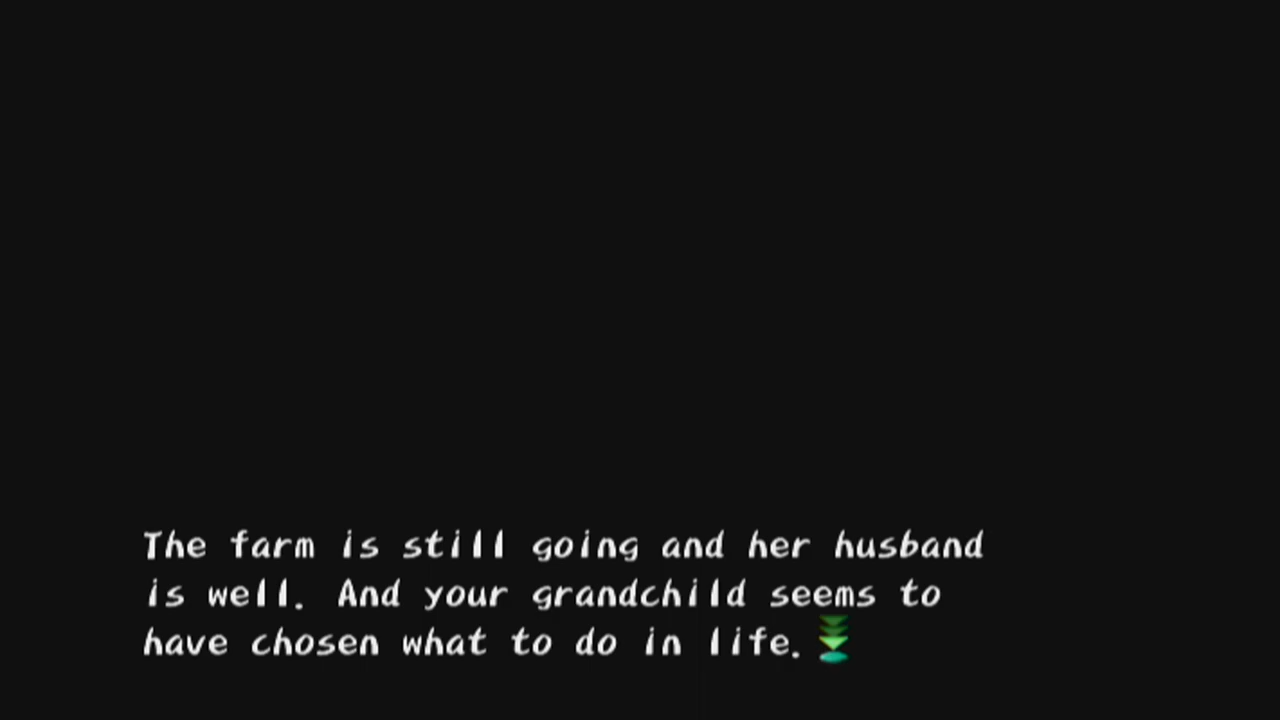 The farm is still going and her husband
is well. And your grandchild seems to
have chosen what to do in life.